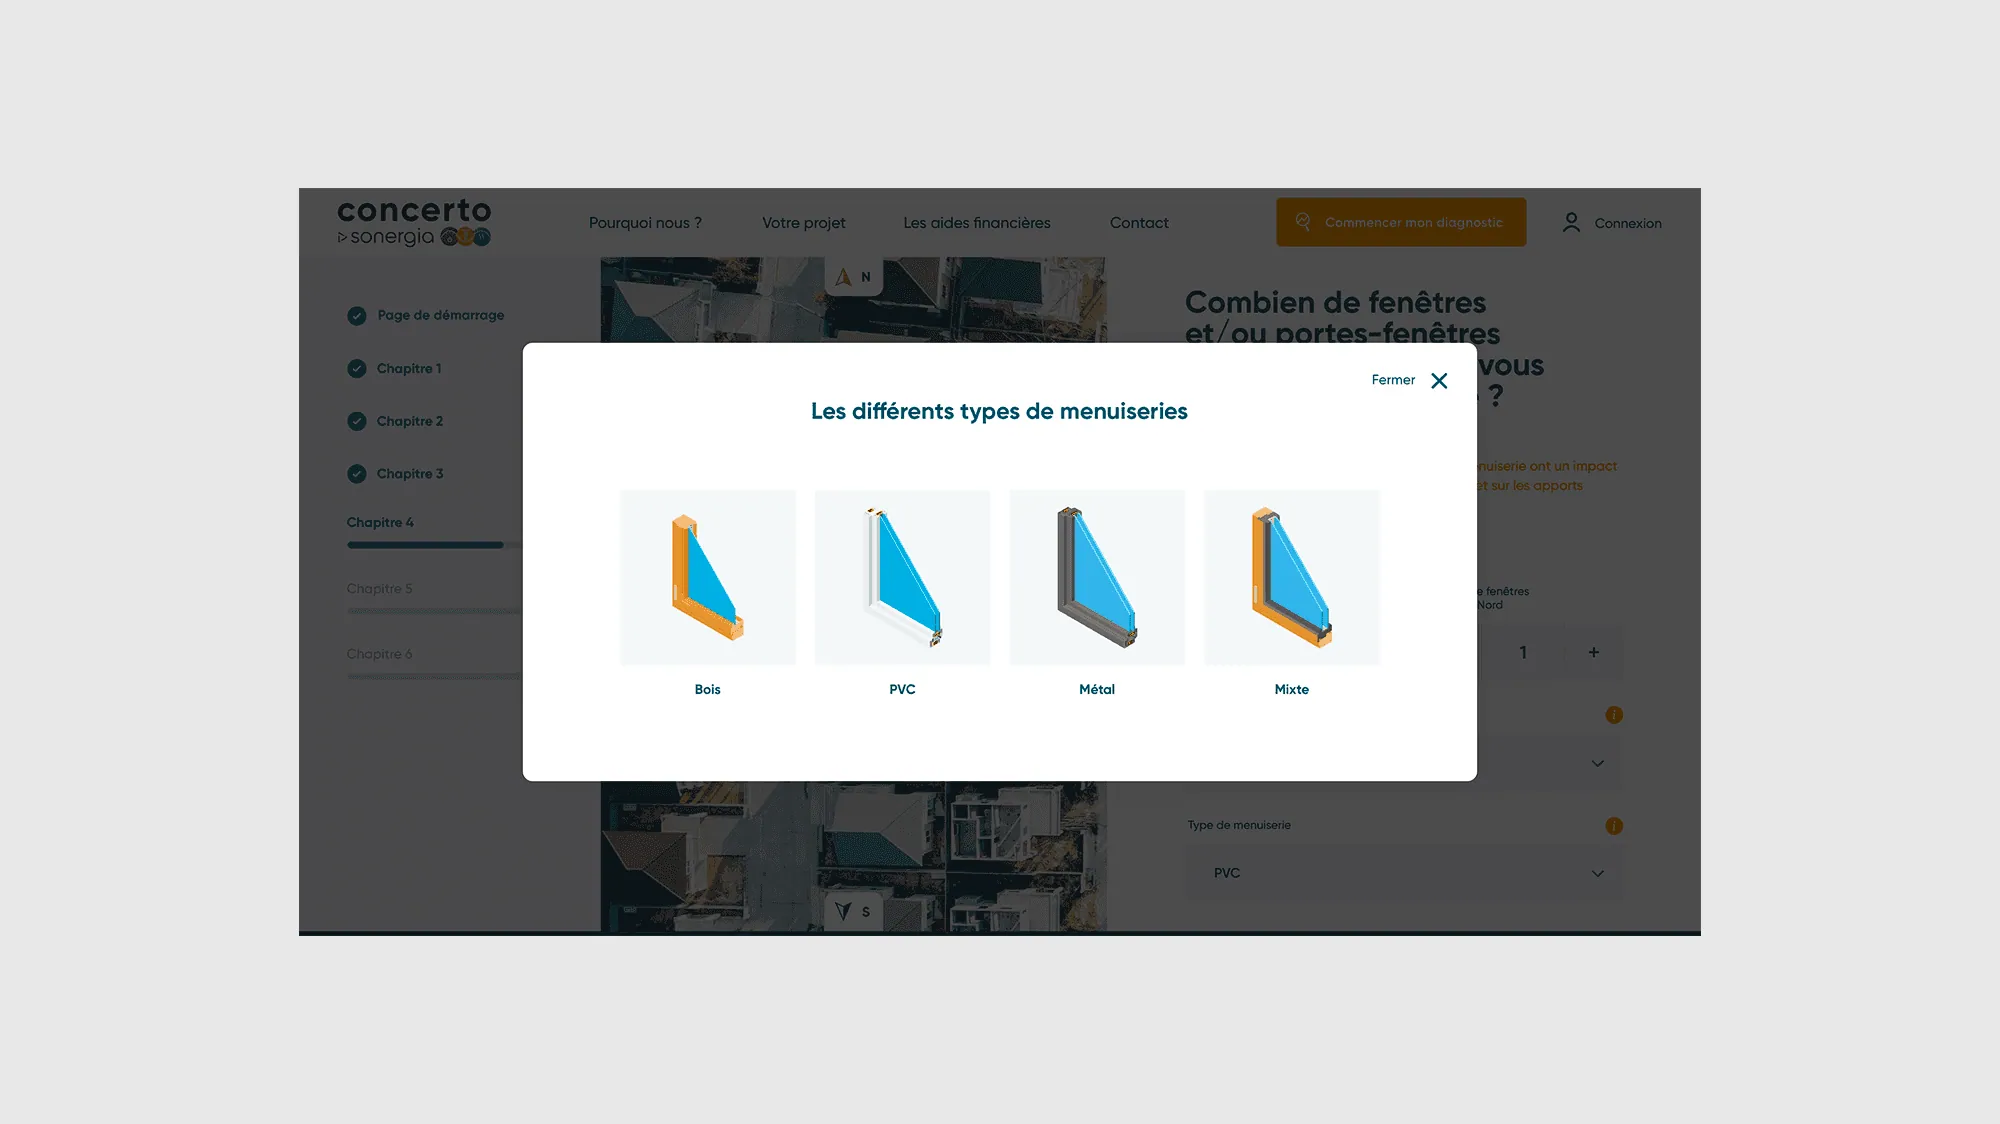 concerto
sonergia
Pourquoi nous ?
Votre projet
Les aides financières
Contact
Commencer mon diagnostic
Connexion
Page de démarrage
Chapitre 1
Chapitre 2
Chapitre 3
Chapitre 4
Chapitre 5
Chapitre 6
N
S
Combien de fenêtres
et/ou portes-fenêtres
vous
?
Fermer
Les différents types de menuiseries
Bois
PVC
Métal
Mixte
ont un impact
sur les apports
fenêtres
Nord
1
+
Type de menuiserie
PVC